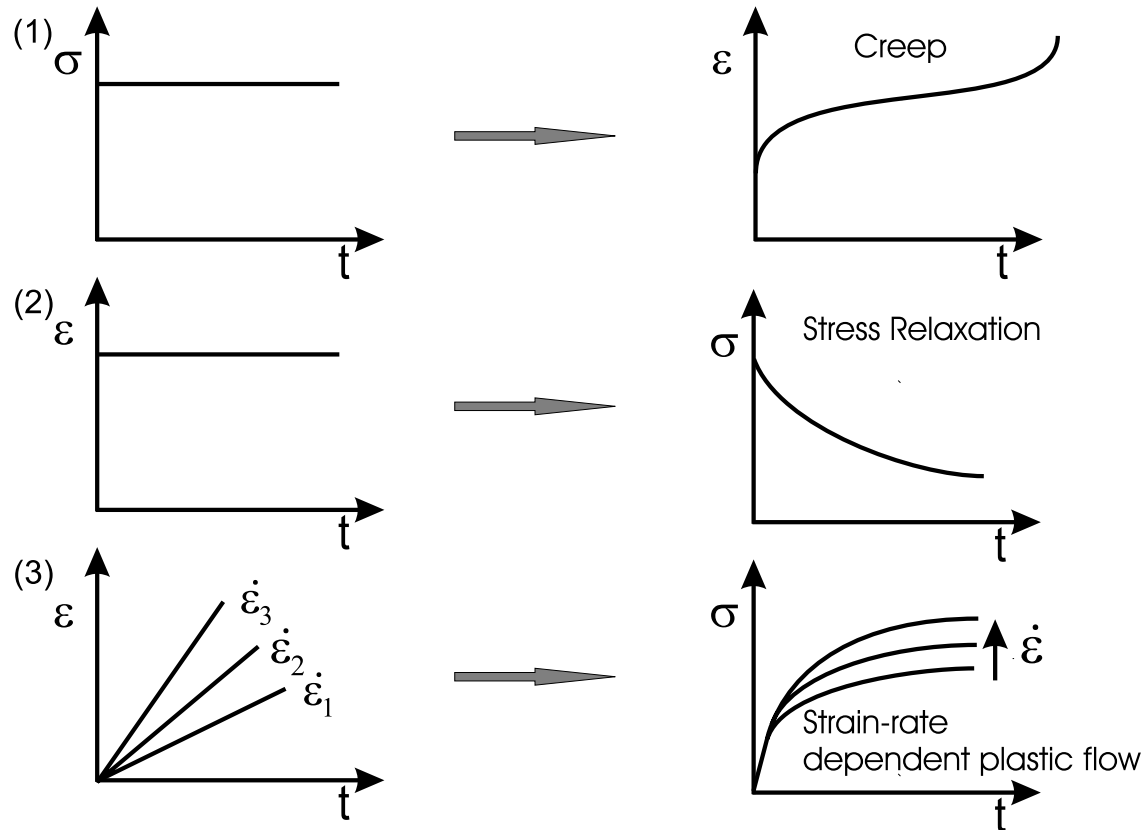 (1)
σ
t
ε
Creep
t
(2)
ε
t
σ
Stress Relaxation
t
(3)
ε
ε̇3
ε̇2
ε̇1
t
σ
ε̇
Strain-rate
dependent plastic flow
t